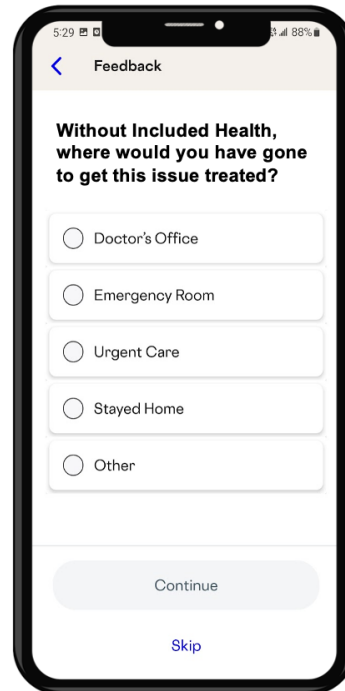 5:29
88%
Feedback
Without Included Health,
where would you have gone
to get this issue treated?
Doctor's Office
Emergency Room
Urgent Care
Stayed Home
Other
Continue
Skip